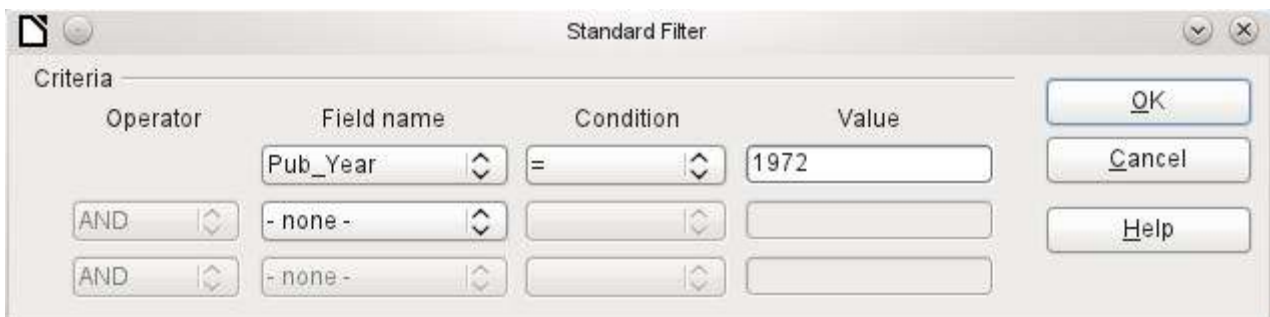 Standard Filter
Criteria
Operator Field name Condition Value
Pub_Year = 1972
AND - none -
AND - none -
OK
Cancel
Help